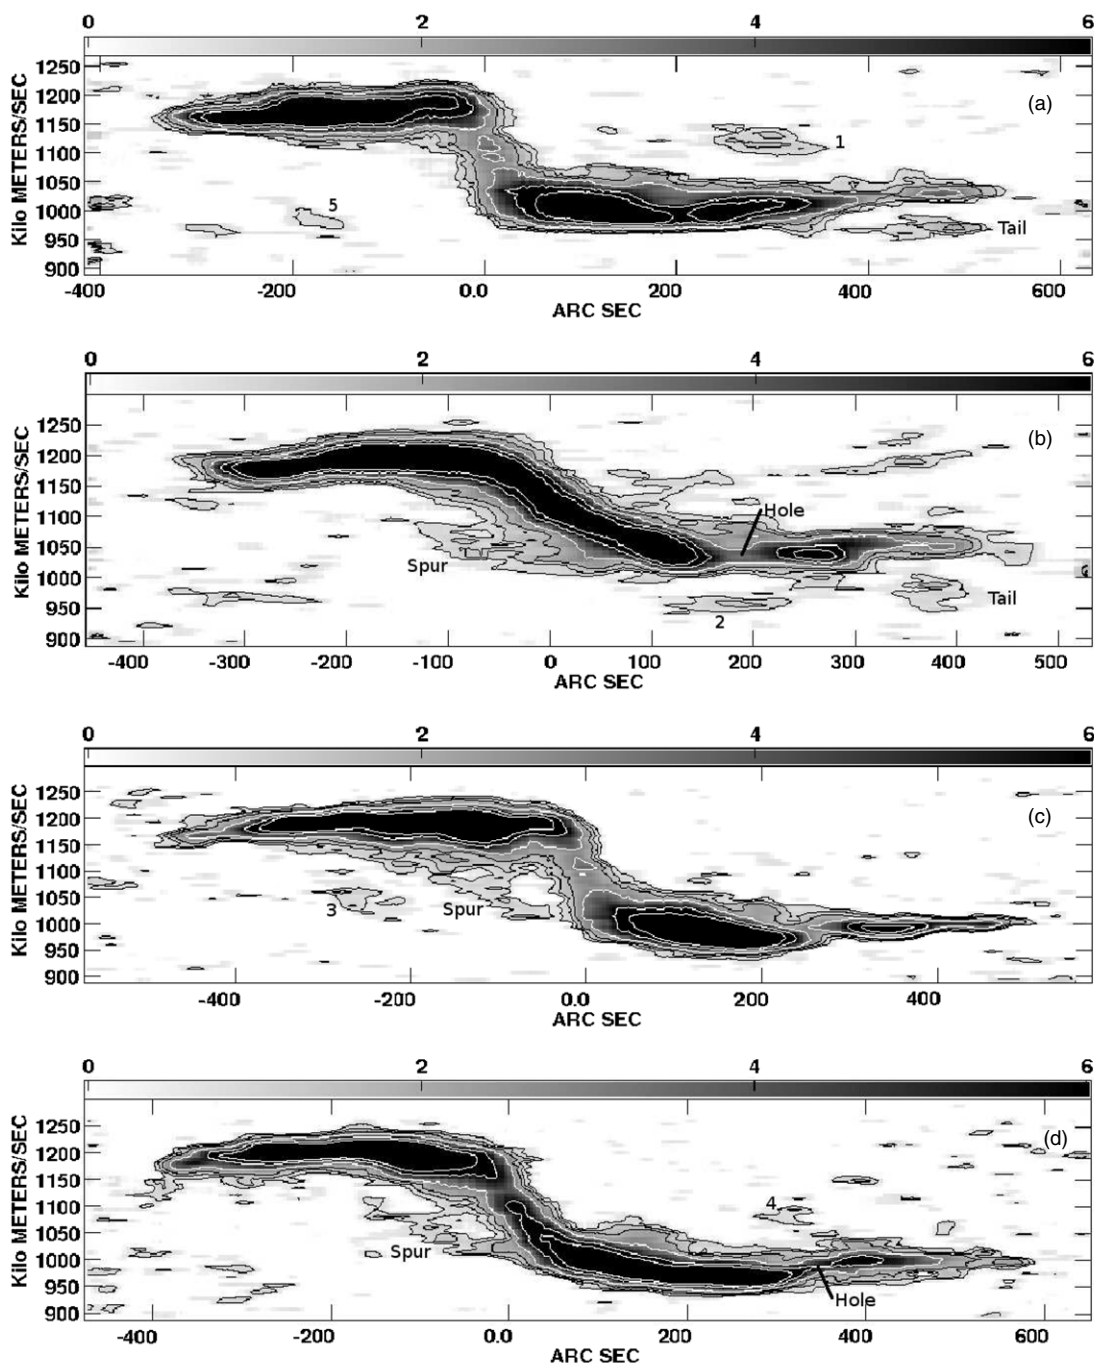 0 2 4 6
1250
1200
1150
1100
1050
1000
950
900
Kilo METERS/SEC
(a)
1
5
Tail
-400 -200 0.0 200 400 600
ARC SEC
0 2 4 6
1250
1200
1150
1100
1050
1000
950
900
Kilo METERS/SEC
(b)
Hole
Spur
Tail
2
-400 -300 -200 -100 0 100 200 300 400 500
ARC SEC
0 2 4 6
1250
1200
1150
1100
1050
1000
950
900
Kilo METERS/SEC
(c)
3
Spur
-400 -200 0.0 200 400
ARC SEC
0 2 4 6
1250
1200
1150
1100
1050
1000
950
900
Kilo METERS/SEC
(d)
4
Spur
Hole
-400 -200 0.0 200 400 600
ARC SEC